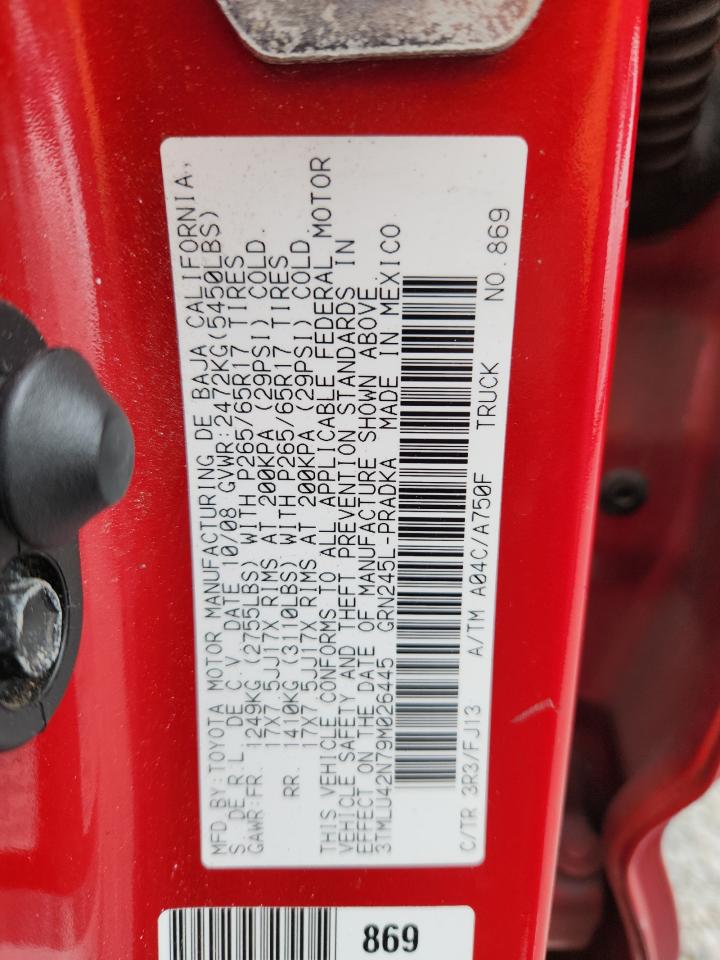 MFD BY:TOYOTA MOTOR MANUFACTURING DE BAJA CALIFORNIA,
S. DE R.L. DE C.V DATE 10/08 GVWR:2472KG(5450LBS)
GAWR:FR. 1249KG (2755LBS) WITH P265/65R17 TIRES
17X7.5JJ17X RIMS AT 200KPA (29PSI) COLD.
RR. 1410KG (3110LBS) WITH P265/65R17 TIRES
17X7.5JJ17X RIMS AT 200KPA (29PSI) COLD.
THIS VEHICLE CONFORMS TO ALL APPLICABLE FEDERAL MOTOR
VEHICLE SAFETY AND THEFT PREVENTION STANDARDS IN
EFFECT ON THE DATE OF MANUFACTURE SHOWN ABOVE.
3TMLU42N79M026445 GRN245L-PRADKA MADE IN MEXICO
C/TR 3R3/FJ13 A/TM A04C/A750F TRUCK NO. 869
869